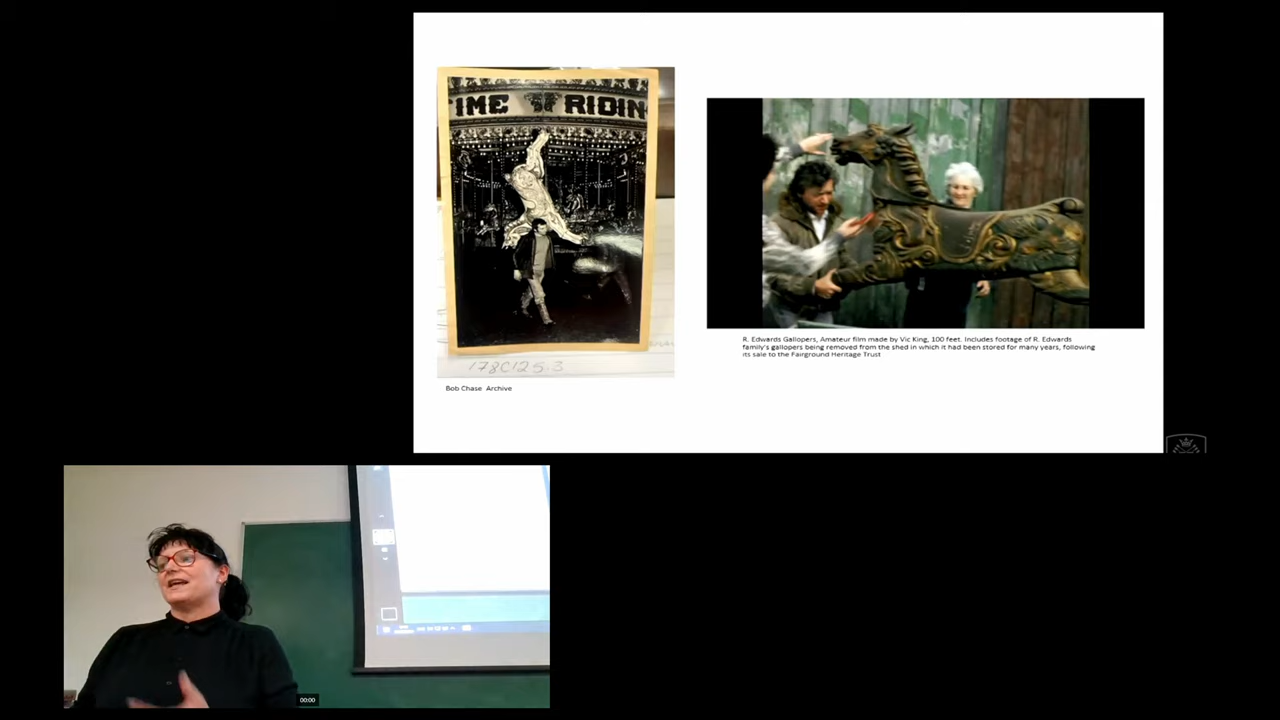 IME RIDIN
178C125.3
Bob Chase Archive
R. Edwards Gallopers, Amateur film made by Vic King, 100 feet. Includes footage of R. Edwards
family's gallopers being removed from the shed in which it had been stored for many years, following
its sale to the Fairground Heritage Trust
00:00